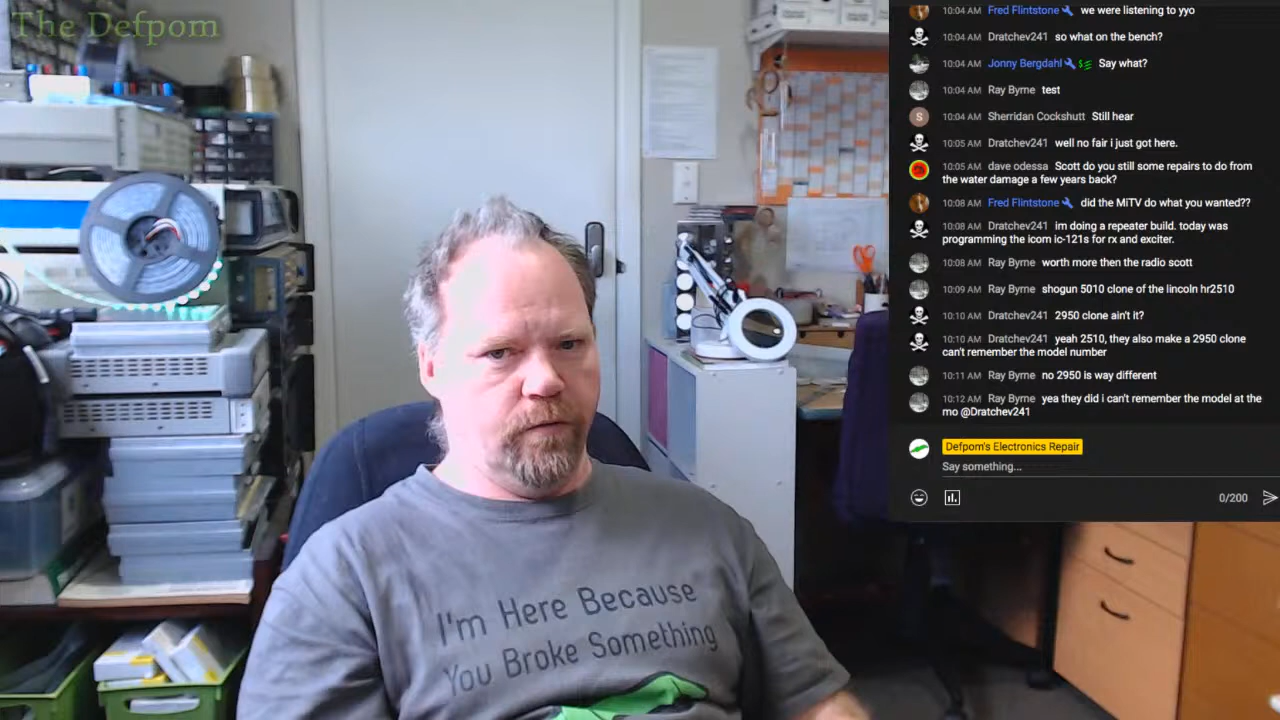 The Defpom
10:04 AM Fred Flintstone we were listening to yyo
10:04 AM Dratchev241 so what on the bench?
10:04 AM Jonny Bergdahl Say what?
10:04 AM Ray Byrne test
S 10:04 AM Sherridan Cockshutt Still hear
10:05 AM Dratchev241 well no fair i just got here.
10:05 AM dave odessa Scott do you still some repairs to do from
the water damage a few years back?
10:08 AM Fred Flintstone did the MiTV do what you wanted??
10:08 AM Dratchev241 im doing a repeater build. today was
programming the icom ic-121s for rx and exciter.
10:08 AM Ray Byrne worth more then the radio scott
10:09 AM Ray Byrne shogun 5010 clone of the lincoln hr2510
10:10 AM Dratchev241 2950 clone ain't it?
10:10 AM Dratchev241 yeah 2510, they also make a 2950 clone
can't remember the model number
10:11 AM Ray Byrne no 2950 is way different
10:12 AM Ray Byrne yea they did i can't remember the model at the
mo @Dratchev241
Defpom's Electronics Repair
Say something...
0/200
I'm Here Because
You Broke Something